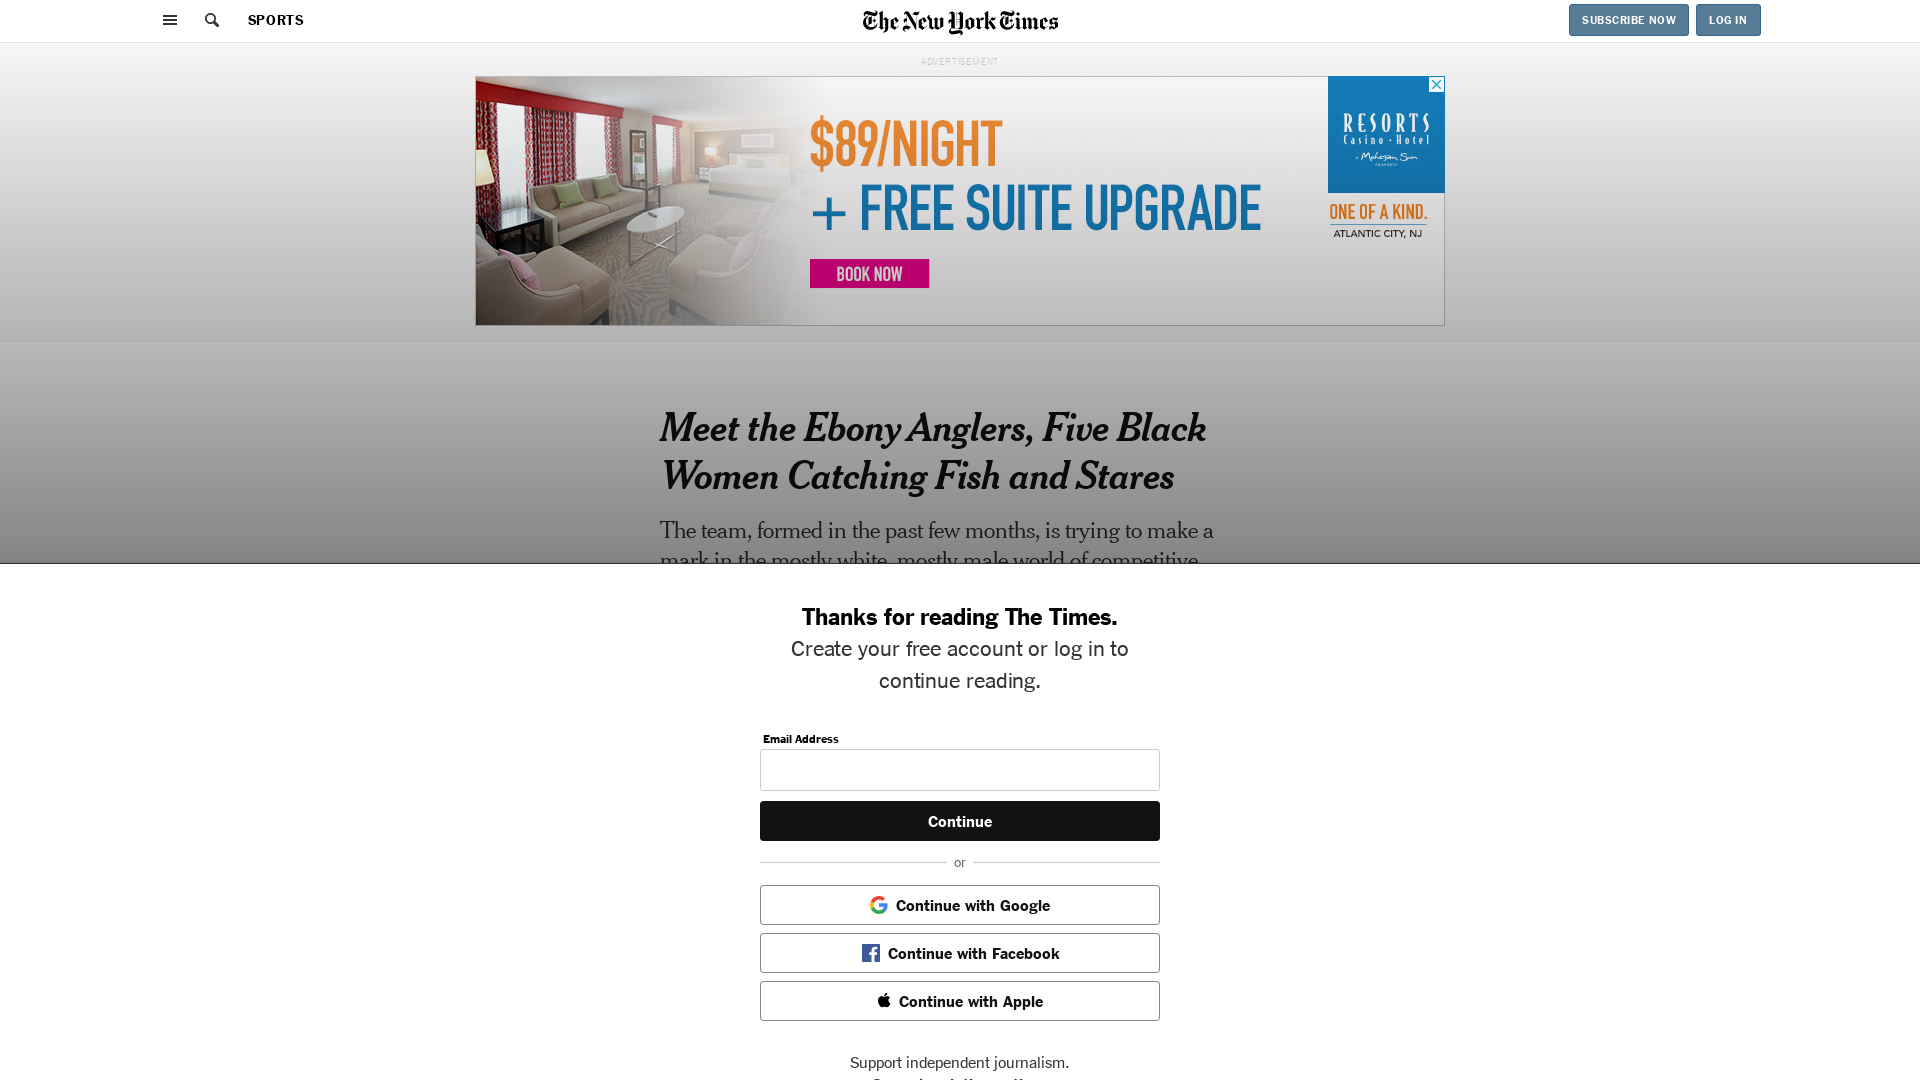 SPORTS
The New York Times
SUBSCRIBE NOW
LOG IN
ADVERTISEMENT
$89/NIGHT
+ FREE SUITE UPGRADE
BOOK NOW
RESORTS
Casino • Hotel
a Mohegan Sun
PROPERTY
ONE OF A KIND.
ATLANTIC CITY, NJ
Meet the Ebony Anglers, Five Black
Women Catching Fish and Stares
The team, formed in the past few months, is trying to make a
mark in the mostly white, mostly male world of competitive
Thanks for reading The Times.
Create your free account or log in to
continue reading.
Email Address
Continue
or
Continue with Google
Continue with Facebook
Continue with Apple
Support independent journalism.